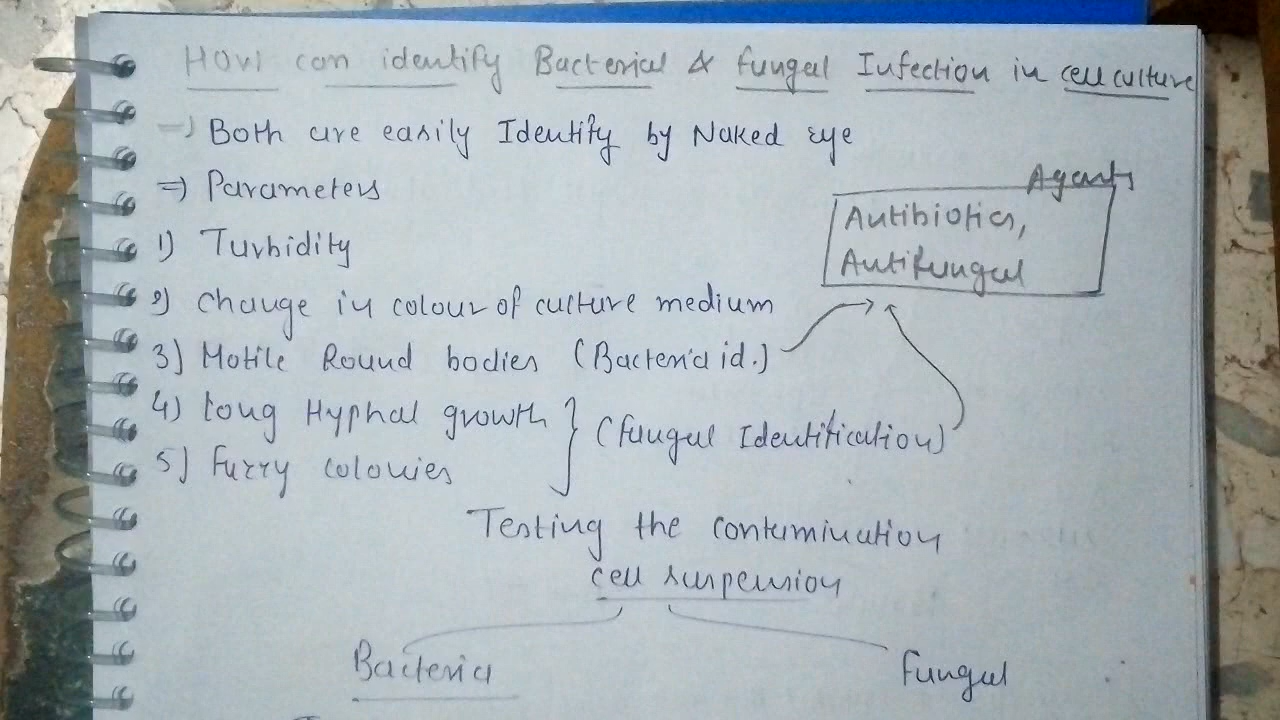 How can identify Bacterial & fungal Infection in cell culture
⇒ Both are easily Identify by Naked eye
⇒ Parameters
Agents
1) Turbidity
Antibiotics,
Antifungal
2) change in colour of culture medium
3) Motile Round bodies (Bacteria id.)
4) Long Hyphal growth
(fungal Identification)
5) Furry colonies
Testing the contamination
cell suspension
Bacteria
Fungal